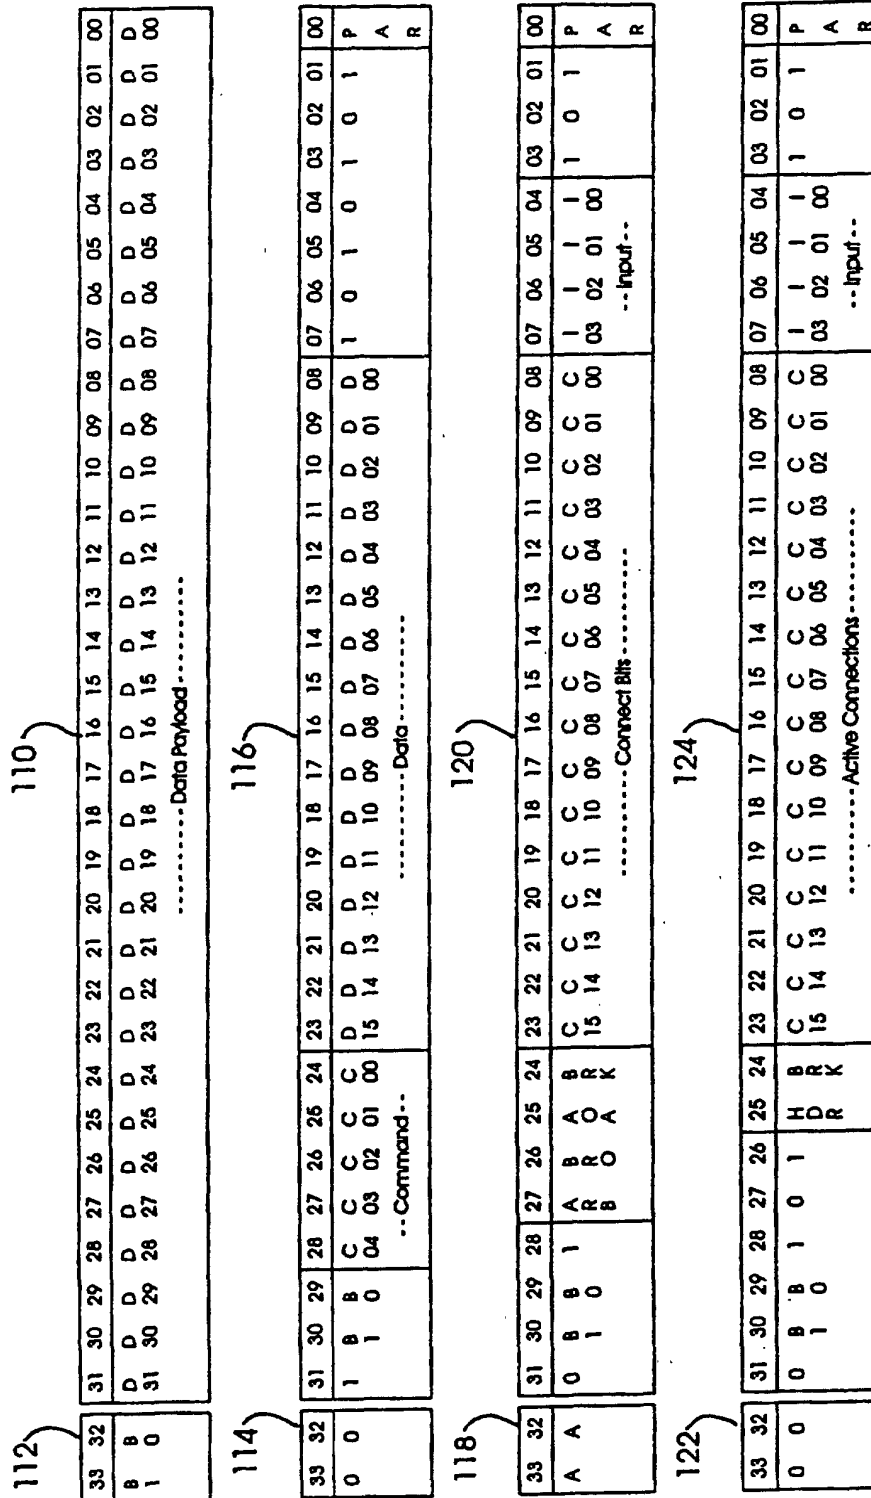 112 110
33 32 31 30 29 28 27 26 25 24 23 22 21 20 19 18 17 16 15 14 13 12 11 10 09 08 07 06 05 04 03 02 01 00
B B D D D D D D D D D D D D D D D D D D D D D D D D D D D D D D D D
1 0 31 30 29 28 27 26 25 24 23 22 21 20 19 18 17 16 15 14 13 12 11 10 09 08 07 06 05 04 03 02 01 00
----------Data Payload----------
114 116
33 32 31 30 29 28 27 26 25 24 23 22 21 20 19 18 17 16 15 14 13 12 11 10 09 08 07 06 05 04 03 02 01 00
0 0 1 B B C C C C C D D D D D D D D D D D D D D D D 1 0 1 0 1 0 1 P
1 0 04 03 02 01 00 15 14 13 12 11 10 09 08 07 06 05 04 03 02 01 00 A
--Command-- ----------Data---------- R
118 120
33 32 31 30 29 28 27 26 25 24 23 22 21 20 19 18 17 16 15 14 13 12 11 10 09 08 07 06 05 04 03 02 01 00
A A 0 B B 1 A B A B C C C C C C C C C C C C C C C C I I I I 1 0 1 P
1 0 R R O R 15 14 13 12 11 10 09 08 07 06 05 04 03 02 01 00 03 02 01 00 A
B O A K ----------Connect Bits---------- --Input-- R
122 124
33 32 31 30 29 28 27 26 25 24 23 22 21 20 19 18 17 16 15 14 13 12 11 10 09 08 07 06 05 04 03 02 01 00
0 0 0 B B 1 0 1 H B C C C C C C C C C C C C C C C C I I I I 1 0 1 P
1 0 D R 15 14 13 12 11 10 09 08 07 06 05 04 03 02 01 00 03 02 01 00 A
R K ----------Active Connections---------- --Input-- R